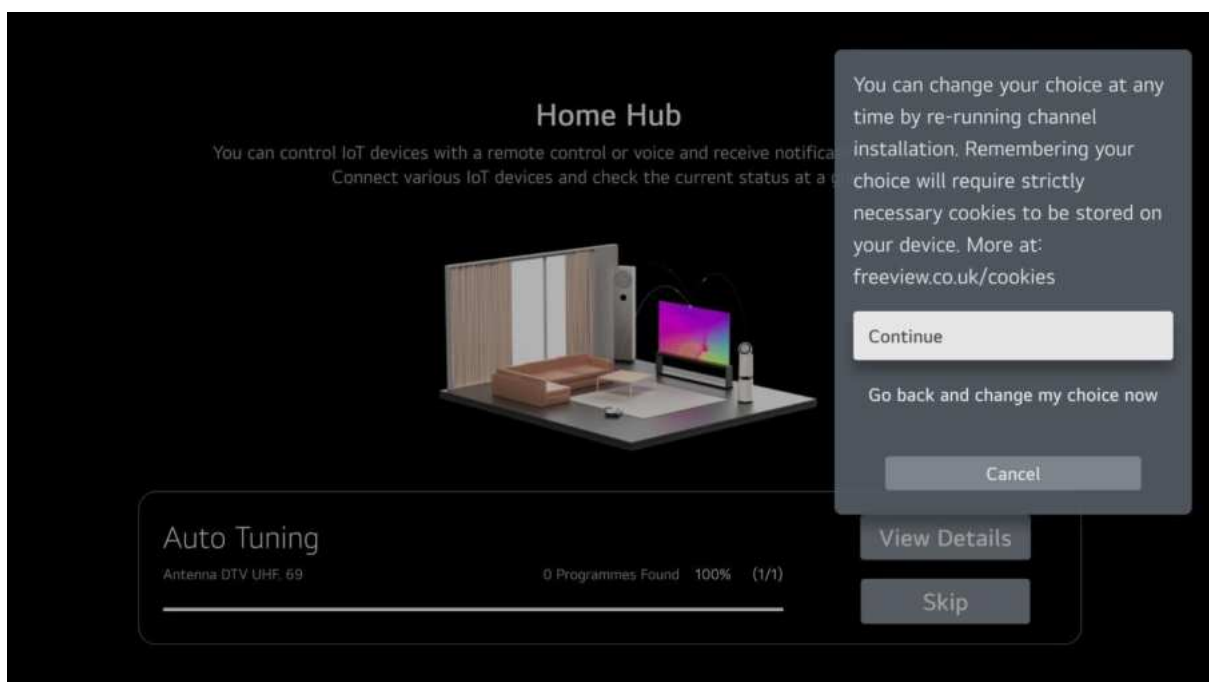 Home Hub
You can control IoT devices with a remote control or voice and receive notifica
Connect various IoT devices and check the current status at a
You can change your choice at any
time by re-running channel
installation. Remembering your
choice will require strictly
necessary cookies to be stored on
your device. More at:
freeview.co.uk/cookies
Continue
Go back and change my choice now
Cancel
Auto Tuning
Antenna DTV UHF. 69
0 Programmes Found 100% (1/1)
View Details
Skip